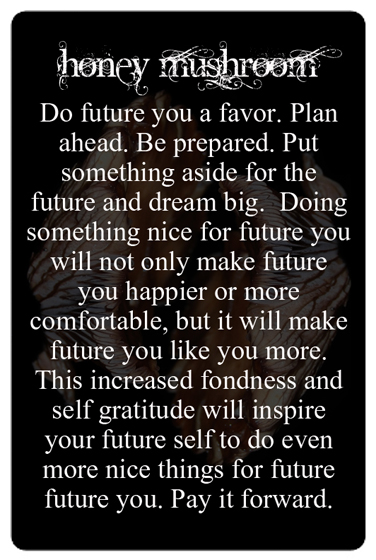 honey mushroom
Do future you a favor. Plan
ahead. Be prepared. Put
something aside for the
future and dream big.  Doing
something nice for future you
will not only make future
you happier or more
comfortable, but it will make
future you like you more.
This increased fondness and
self gratitude will inspire
your future self to do even
more nice things for future
future you. Pay it forward.